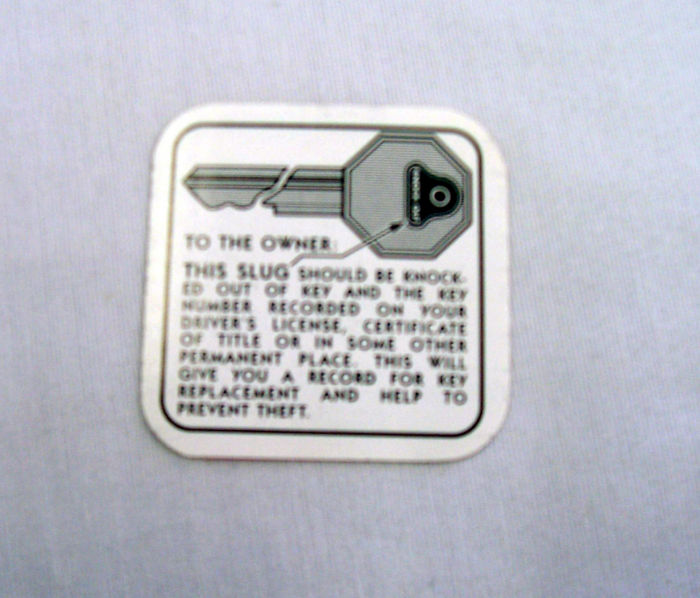 TO THE OWNER:
THIS SLUG SHOULD BE KNOCK-
ED OUT OF KEY AND THE KEY
NUMBER RECORDED ON YOUR
DRIVER'S LICENSE, CERTIFICATE
OF TITLE OR IN SOME OTHER
PERMANENT PLACE. THIS WILL
GIVE YOU A RECORD FOR KEY
REPLACEMENT AND HELP TO
PREVENT THEFT.